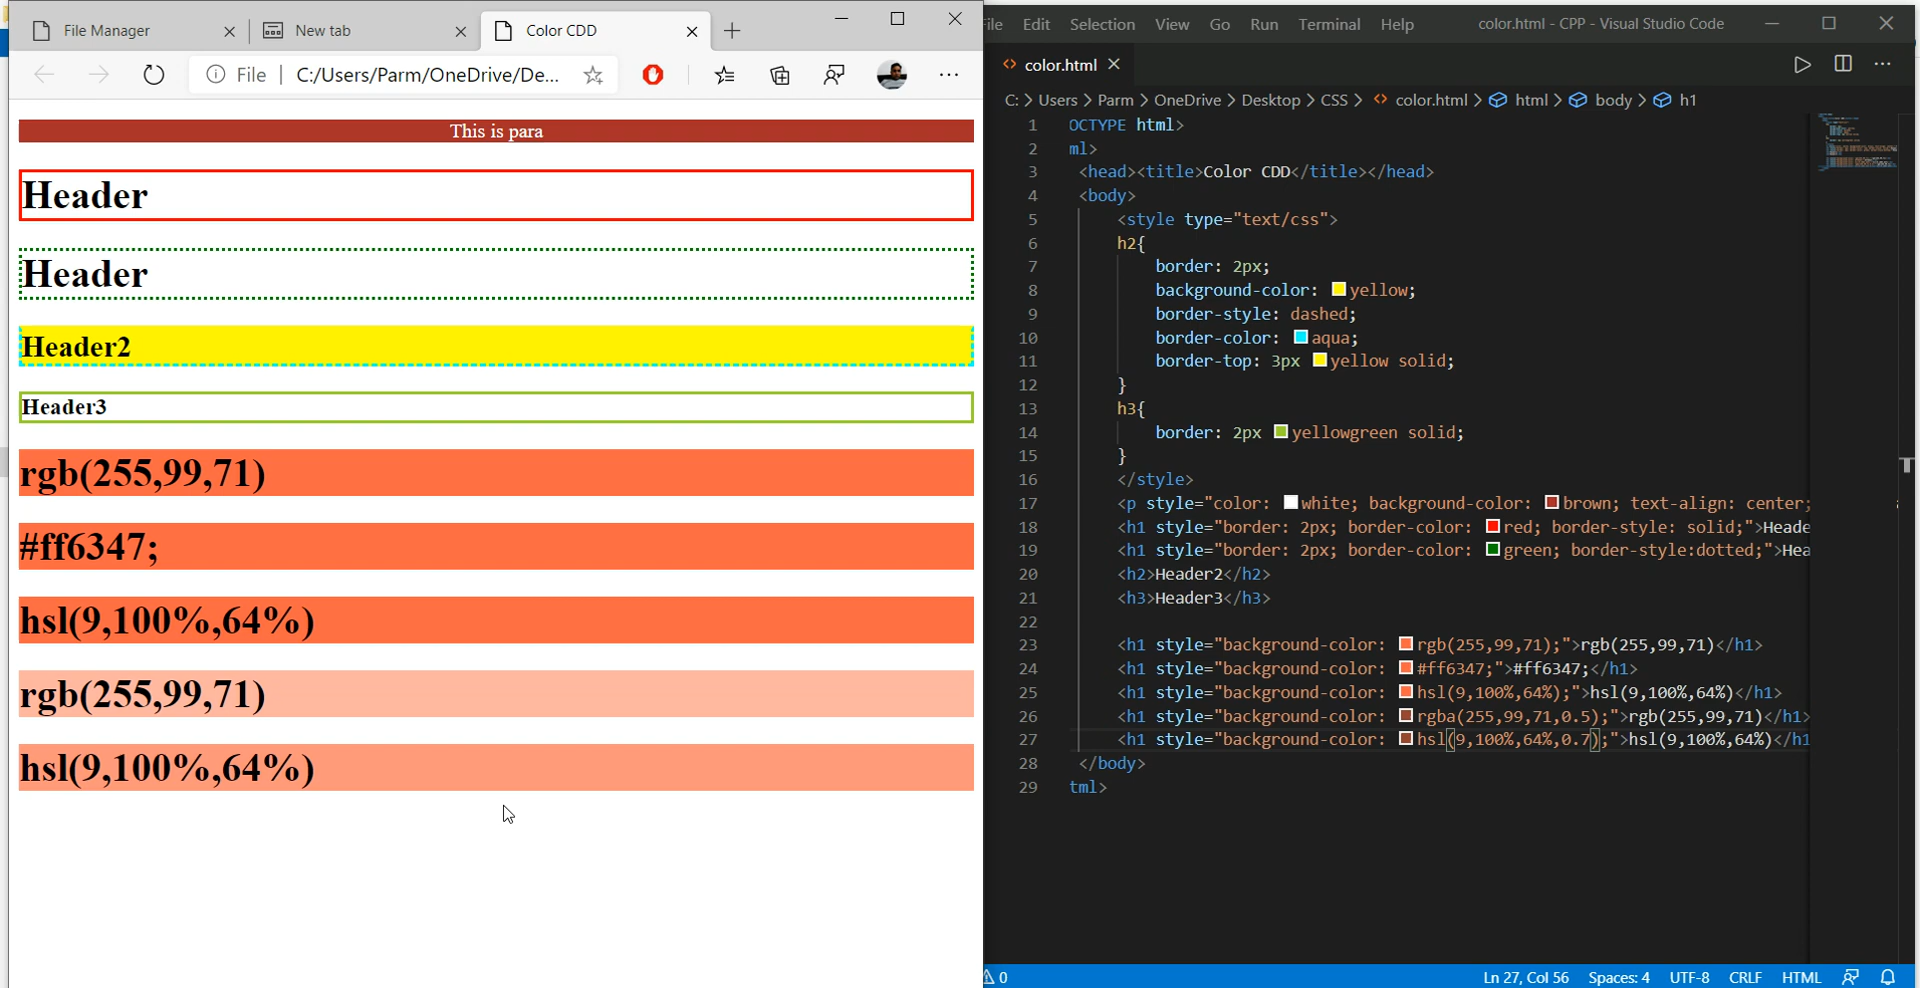 File Manager
New tab
Color CDD
File
C:/Users/Parm/OneDrive/De...
This is para
Header
Header
Header2
Header3
rgb(255,99,71)
#ff6347;
hsl(9,100%,64%)
rgb(255,99,71)
hsl(9,100%,64%)
ile Edit Selection View Go Run Terminal Help
color.html - CPP - Visual Studio Code
color.html
C: > Users > Parm > OneDrive > Desktop > CSS > color.html > html > body > h1
1 OCTYPE html>
2 ml>
3 <head><title>Color CDD</title></head>
4 <body>
5 <style type="text/css">
6 h2{
7 border: 2px;
8 background-color: yellow;
9 border-style: dashed;
10 border-color: aqua;
11 border-top: 3px yellow solid;
12 }
13 h3{
14 border: 2px yellowgreen solid;
15 }
16 </style>
17 <p style="color: white; background-color: brown; text-align: center;
18 <h1 style="border: 2px; border-color: red; border-style: solid;">Heade
19 <h1 style="border: 2px; border-color: green; border-style:dotted;">Hea
20 <h2>Header2</h2>
21 <h3>Header3</h3>
22
23 <h1 style="background-color: rgb(255,99,71);">rgb(255,99,71)</h1>
24 <h1 style="background-color: #ff6347;">#ff6347;</h1>
25 <h1 style="background-color: hsl(9,100%,64%);">hsl(9,100%,64%)</h1>
26 <h1 style="background-color: rgba(255,99,71,0.5);">rgb(255,99,71)</h1>
27 <h1 style="background-color: hsl(9,100%,64%,0.7);">hsl(9,100%,64%)</h1
28 </body>
29 tml>
0
Ln 27, Col 56 Spaces: 4 UTF-8 CRLF HTML